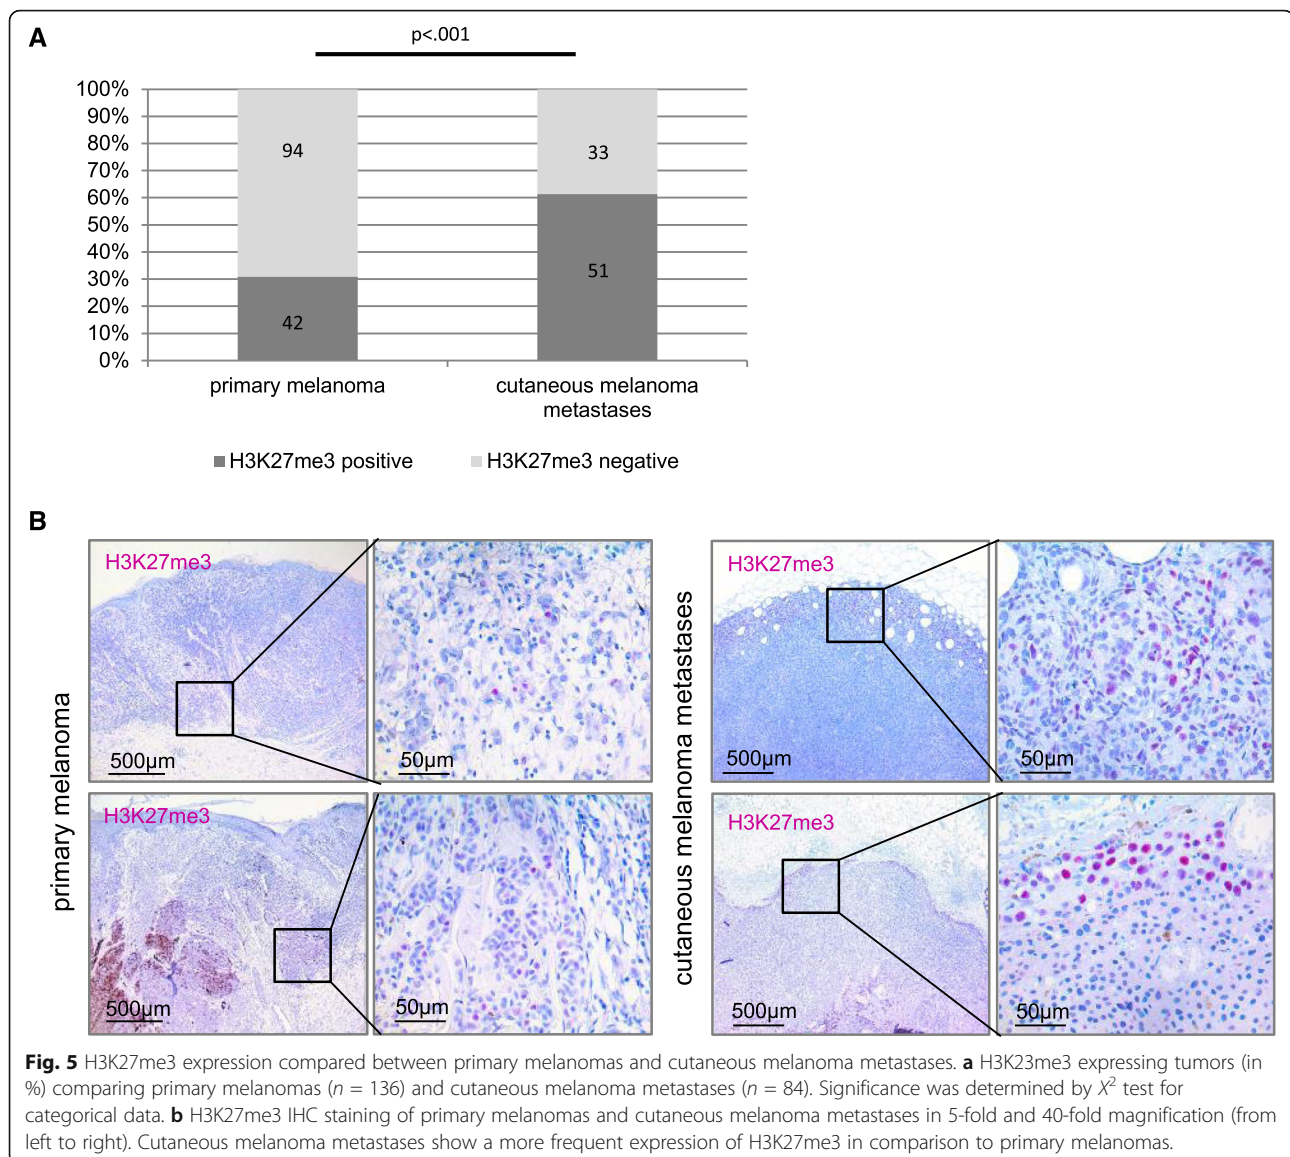 A
p<.001
100%
90%
80%
70%
60%
50%
40%
30%
20%
10%
0%
94
42
33
51
primary melanoma
cutaneous melanoma
metastases
H3K27me3 positive
H3K27me3 negative
B
primary melanoma
H3K27me3
500µm
50µm
H3K27me3
500µm
50µm
cutaneous melanoma metastases
H3K27me3
500µm
50µm
H3K27me3
500µm
50µm
Fig. 5 H3K27me3 expression compared between primary melanomas and cutaneous melanoma metastases. a H3K23me3 expressing tumors (in
%) comparing primary melanomas (n = 136) and cutaneous melanoma metastases (n = 84). Significance was determined by X² test for
categorical data. b H3K27me3 IHC staining of primary melanomas and cutaneous melanoma metastases in 5-fold and 40-fold magnification (from
left to right). Cutaneous melanoma metastases show a more frequent expression of H3K27me3 in comparison to primary melanomas.